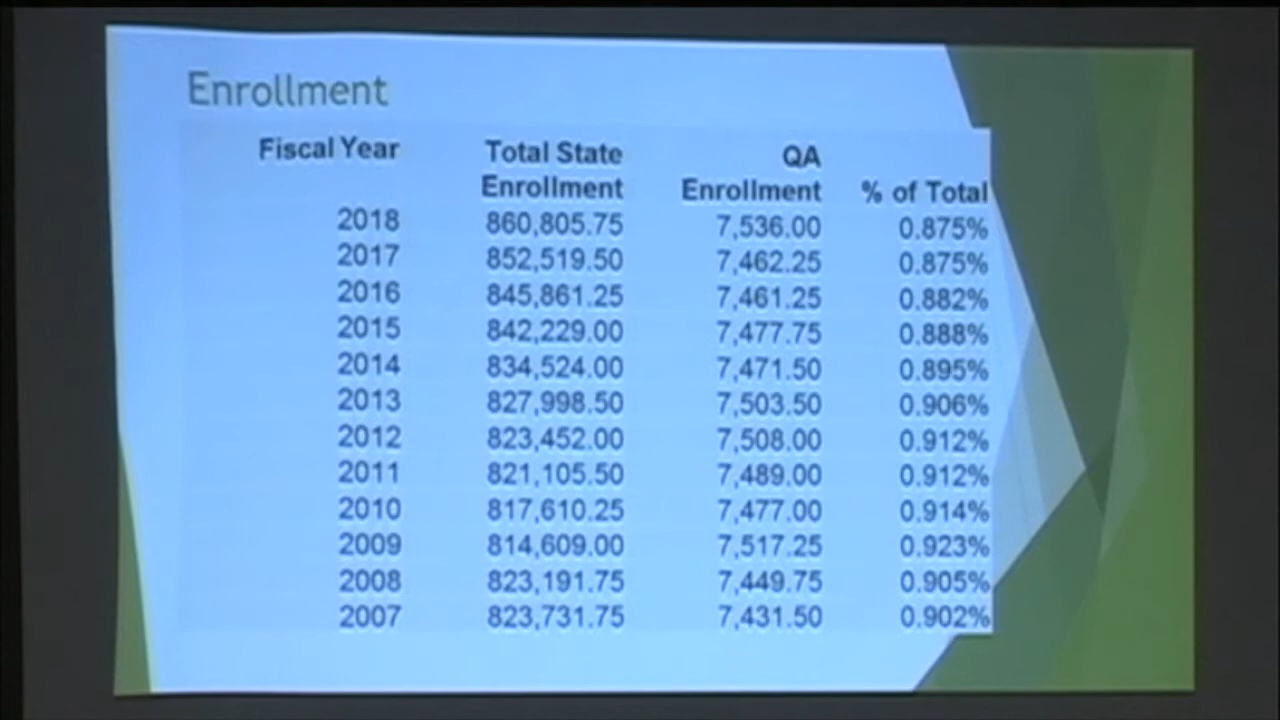 Enrollment
Fiscal Year Total State Enrollment QA Enrollment % of Total
2018 860,805.75 7,536.00 0.875%
2017 852,519.50 7,462.25 0.875%
2016 845,861.25 7,461.25 0.882%
2015 842,229.00 7,477.75 0.888%
2014 834,524.00 7,471.50 0.895%
2013 827,998.50 7,503.50 0.906%
2012 823,452.00 7,508.00 0.912%
2011 821,105.50 7,489.00 0.912%
2010 817,610.25 7,477.00 0.914%
2009 814,609.00 7,517.25 0.923%
2008 823,191.75 7,449.75 0.905%
2007 823,731.75 7,431.50 0.902%